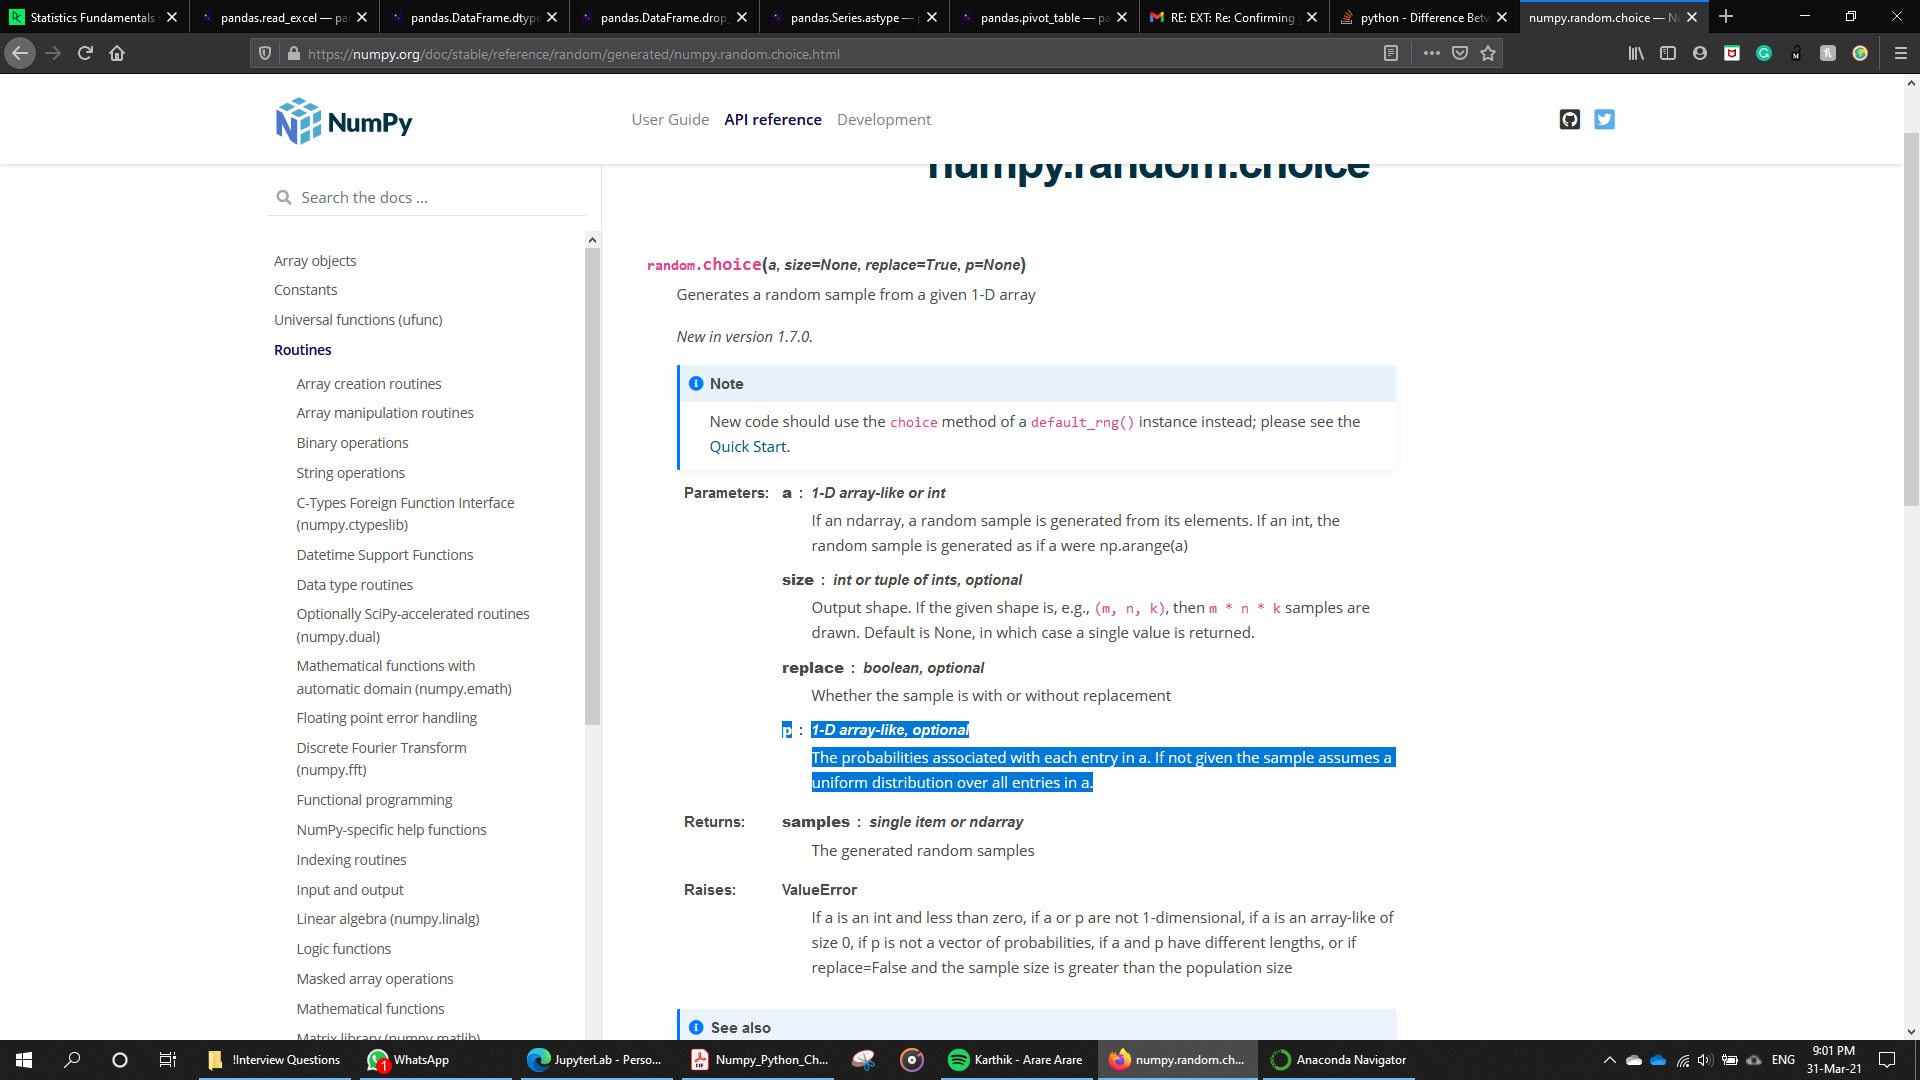 Statistics Fundamentals
pandas.read_excel — pa
pandas.DataFrame.dtype
pandas.DataFrame.drop_
pandas.Series.astype — p
pandas.pivot_table — pa
RE: EXT: Re: Confirming
python - Difference Betw
numpy.random.choice — N
https://numpy.org/doc/stable/reference/random/generated/numpy.random.choice.html
NumPy
User Guide API reference Development
Search the docs ...
Array objects
Constants
Universal functions (ufunc)
Routines
Array creation routines
Array manipulation routines
Binary operations
String operations
C-Types Foreign Function Interface
(numpy.ctypeslib)
Datetime Support Functions
Data type routines
Optionally SciPy-accelerated routines
(numpy.dual)
Mathematical functions with
automatic domain (numpy.emath)
Floating point error handling
Discrete Fourier Transform
(numpy.fft)
Functional programming
NumPy-specific help functions
Indexing routines
Input and output
Linear algebra (numpy.linalg)
Logic functions
Masked array operations
Mathematical functions
Matrix library (numpy.matlib)
numpy.random.choice
random.choice(a, size=None, replace=True, p=None)
Generates a random sample from a given 1-D array
New in version 1.7.0.
Note
New code should use the choice method of a default_rng() instance instead; please see the
Quick Start.
Parameters: a : 1-D array-like or int
If an ndarray, a random sample is generated from its elements. If an int, the
random sample is generated as if a were np.arange(a)
size : int or tuple of ints, optional
Output shape. If the given shape is, e.g., (m, n, k), then m * n * k samples are
drawn. Default is None, in which case a single value is returned.
replace : boolean, optional
Whether the sample is with or without replacement
p : 1-D array-like, optional
The probabilities associated with each entry in a. If not given the sample assumes a
uniform distribution over all entries in a.
Returns: samples : single item or ndarray
The generated random samples
Raises: ValueError
If a is an int and less than zero, if a or p are not 1-dimensional, if a is an array-like of
size 0, if p is not a vector of probabilities, if a and p have different lengths, or if
replace=False and the sample size is greater than the population size
See also
!Interview Questions
1
WhatsApp
JupyterLab - Perso...
Numpy_Python_Ch...
Karthik - Arare Arare
numpy.random.ch...
Anaconda Navigator
ENG
9:01 PM
31-Mar-21